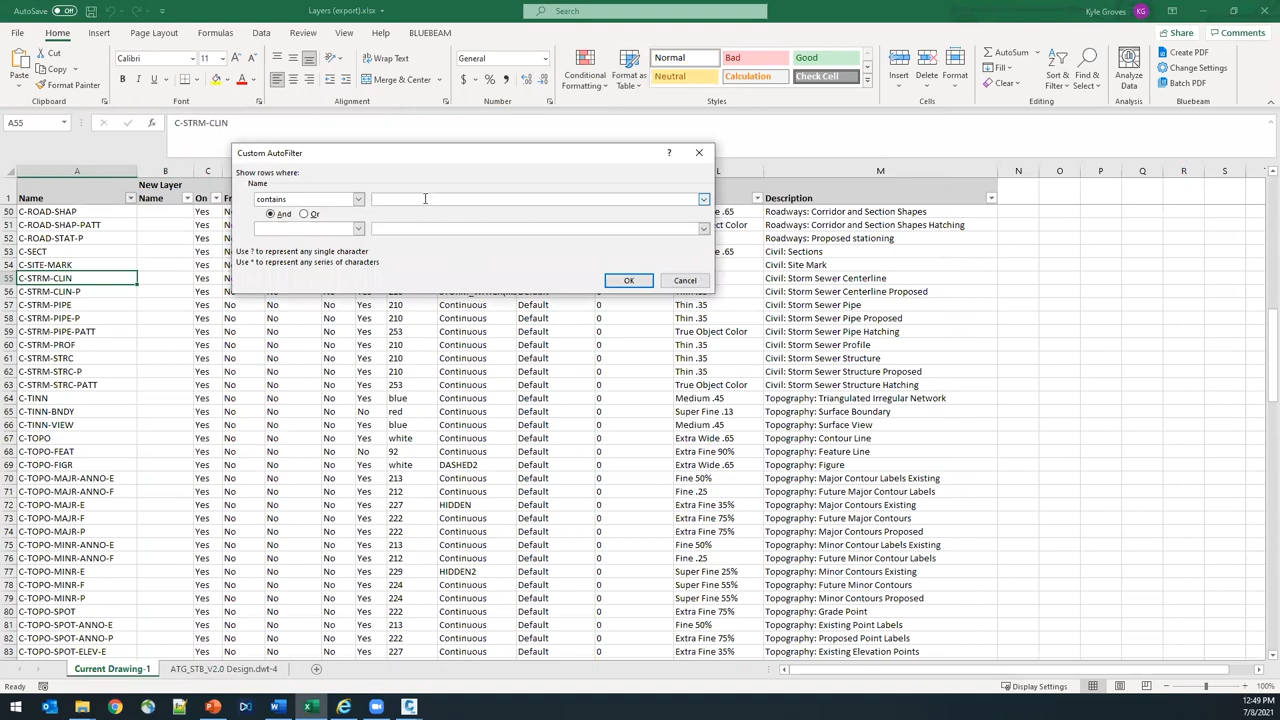 AutoSave Off Layers (export).xlsx Search Kyle Groves KG
File Home Insert Page Layout Formulas Data Review View Help BLUEBEAM Share Comments
Paste Cut Copy Format Painter Clipboard
Calibri 11 B I U Font
Wrap Text Merge & Center Alignment
General $ % , Number
Conditional Formatting Format as Table Normal Bad Good Neutral Calculation Check Cell Styles
Insert Delete Format Cells
AutoSum Fill Clear Sort & Filter Find & Select Editing
Analyze Data Analysis
Create PDF Change Settings Batch PDF Bluebeam
A55 fx C-STRM-CLIN
Custom AutoFilter ?
Show rows where:
Name
contains
And Or
Use ? to represent any single character
Use * to represent any series of characters
OK Cancel
A B C L M N O P Q R S
1 Name New Layer Name On Description
50 C-ROAD-SHAP Yes Roadways: Corridor and Section Shapes
51 C-ROAD-SHAP-PATT Yes Roadways: Corridor and Section Shapes Hatching
52 C-ROAD-STAT-P Yes Roadways: Proposed stationing
53 C-SECT Yes Civil: Sections
54 C-SITE-MARK Yes Civil: Site Mark
55 C-STRM-CLIN Yes Civil: Storm Sewer Centerline
56 C-STRM-CLIN-P Yes Civil: Storm Sewer Centerline Proposed
57 C-STRM-PIPE Yes No No No Yes 210 Continuous Default 0 Thin .35 Civil: Storm Sewer Pipe
58 C-STRM-PIPE-P Yes No No No Yes 210 Continuous Default 0 Thin .35 Civil: Storm Sewer Pipe Proposed
59 C-STRM-PIPE-PATT Yes No No No Yes 253 Continuous Default 0 True Object Color Civil: Storm Sewer Pipe Hatching
60 C-STRM-PROF Yes No No No Yes 210 Continuous Default 0 Thin .35 Civil: Storm Sewer Profile
61 C-STRM-STRC Yes No No No Yes 210 Continuous Default 0 Thin .35 Civil: Storm Sewer Structure
62 C-STRM-STRC-P Yes No No No Yes 210 Continuous Default 0 Thin .35 Civil: Storm Sewer Structure Proposed
63 C-STRM-STRC-PATT Yes No No No Yes 253 Continuous Default 0 True Object Color Civil: Storm Sewer Structure Hatching
64 C-TINN Yes No No No Yes blue Continuous Default 0 Medium .45 Topography: Triangulated Irregular Network
65 C-TINN-BNDY Yes No No No No red Continuous Default 0 Super Fine .13 Topography: Surface Boundary
66 C-TINN-VIEW Yes No No No Yes blue Continuous Default 0 Medium .45 Topography: Surface View
67 C-TOPO Yes No No No Yes white Continuous Default 0 Extra Wide .65 Topography: Contour Line
68 C-TOPO-FEAT Yes No No No No 92 Continuous Default 0 Extra Fine 90% Topography: Feature Line
69 C-TOPO-FIGR Yes No No No Yes white DASHED2 Default 0 Extra Wide .65 Topography: Figure
70 C-TOPO-MAJR-ANNO-E Yes No No No Yes 213 Continuous Default 0 Fine 50% Topography: Major Contour Labels Existing
71 C-TOPO-MAJR-ANNO-F Yes No No No Yes 212 Continuous Default 0 Fine .25 Topography: Future Major Contour Labels
72 C-TOPO-MAJR-E Yes No No No Yes 227 HIDDEN Default 0 Extra Fine 35% Topography: Major Contours Existing
73 C-TOPO-MAJR-F Yes No No No Yes 222 Continuous Default 0 Extra Fine 75% Topography: Future Major Contours
74 C-TOPO-MAJR-P Yes No No No Yes 222 Continuous Default 0 Extra Fine 75% Topography: Major Contours Proposed
75 C-TOPO-MINR-ANNO-E Yes No No No Yes 213 Continuous Default 0 Fine 50% Topography: Minor Contour Labels Existing
76 C-TOPO-MINR-ANNO-F Yes No No No Yes 212 Continuous Default 0 Fine .25 Topography: Future Minor Contour Labels
77 C-TOPO-MINR-E Yes No No No Yes 229 HIDDEN2 Default 0 Super Fine 25% Topography: Minor Contours Existing
78 C-TOPO-MINR-F Yes No No No Yes 224 Continuous Default 0 Super Fine 55% Topography: Future Minor Contours
79 C-TOPO-MINR-P Yes No No No Yes 224 Continuous Default 0 Super Fine 55% Topography: Minor Contours Proposed
80 C-TOPO-SPOT Yes No No No Yes 222 Continuous Default 0 Extra Fine 75% Topography: Grade Point
81 C-TOPO-SPOT-ANNO-E Yes No No No Yes 213 Continuous Default 0 Fine 50% Topography: Existing Point Labels
82 C-TOPO-SPOT-ANNO-P Yes No No No Yes 222 Continuous Default 0 Extra Fine 75% Topography: Proposed Point Labels
83 C-TOPO-SPOT-ELEV-E Yes No No No Yes 227 Continuous Default 0 Extra Fine 35% Topography: Existing Elevation Points
Current Drawing-1 ATG_STB_V2.0 Design.dwt-4
Ready Display Settings 100%
12:49 PM
7/8/2021